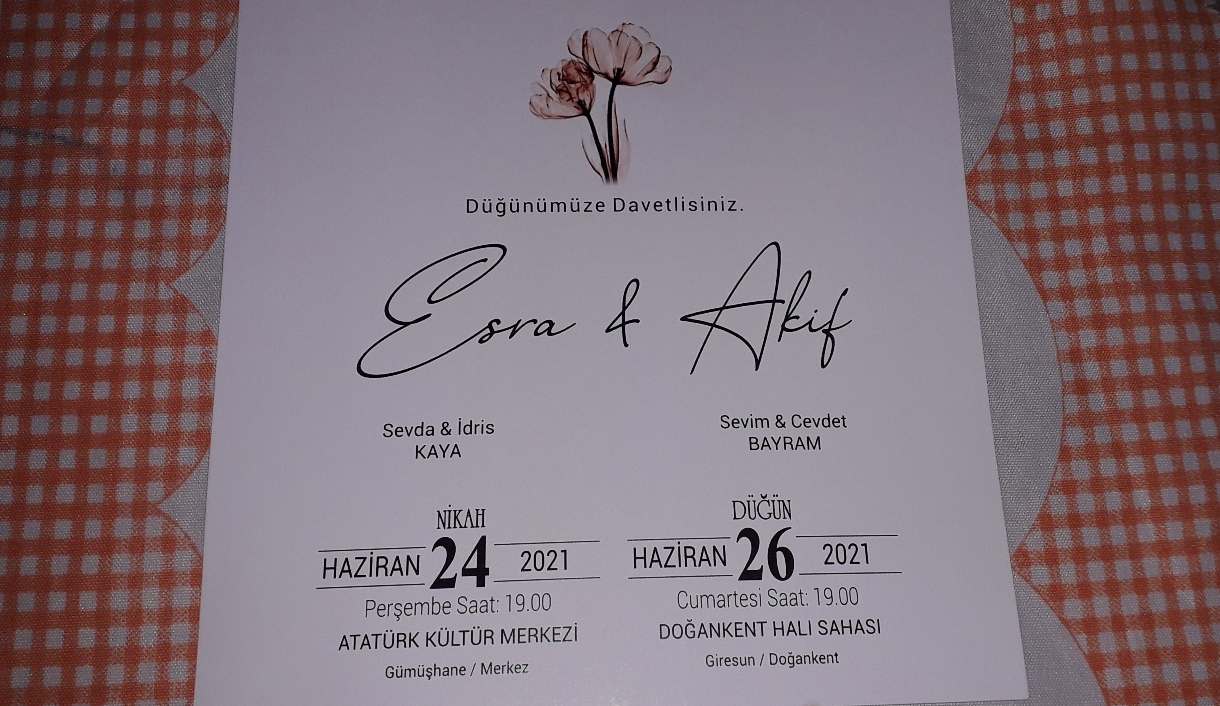 Düğünümüze Davetlisiniz.
Esra & Akif
Sevda & İdris
KAYA
Sevim & Cevdet
BAYRAM
NİKAH
HAZİRAN 24 2021
Perşembe Saat: 19.00
ATATÜRK KÜLTÜR MERKEZİ
Gümüşhane / Merkez
DÜĞÜN
HAZİRAN 26 2021
Cumartesi Saat: 19.00
DOĞANKENT HALI SAHASI
Giresun / Doğankent